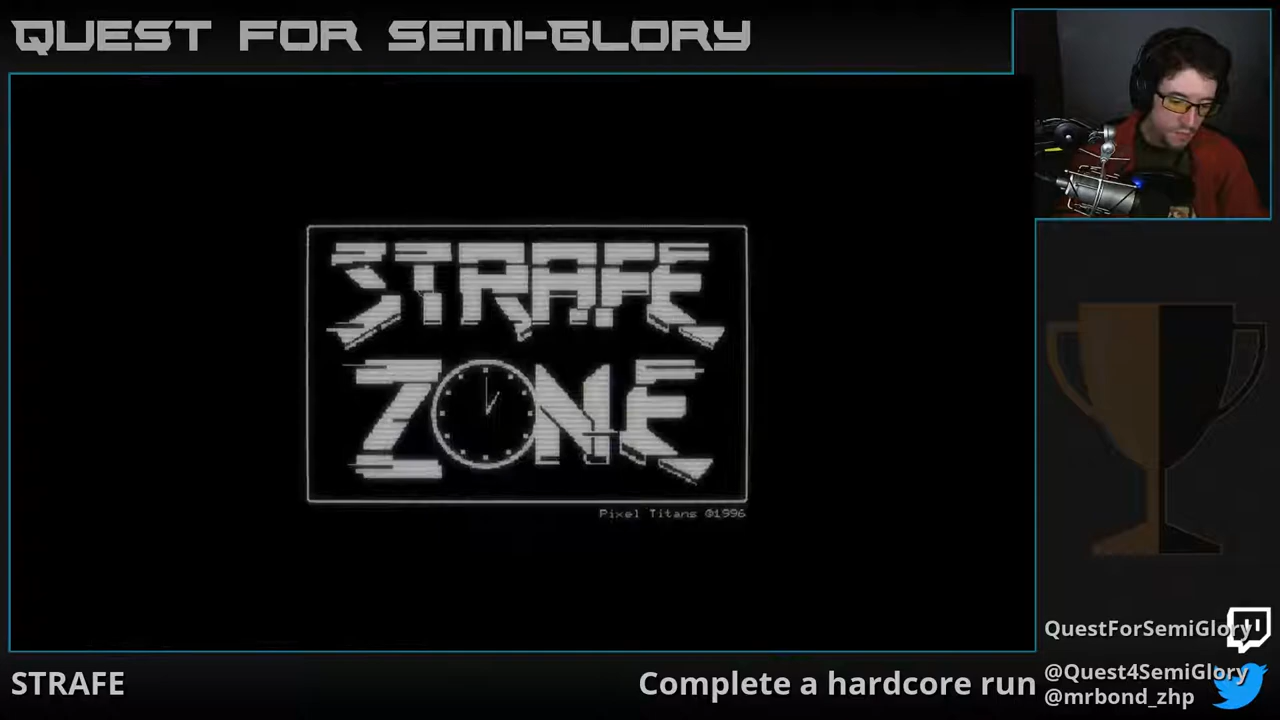 QUEST FOR SEMI-GLORY
STRAFE
ZONE
Pixel Titans ©1996
QuestForSemiGlory
@Quest4SemiGlory
@mrbond_zhp
STRAFE
Complete a hardcore run